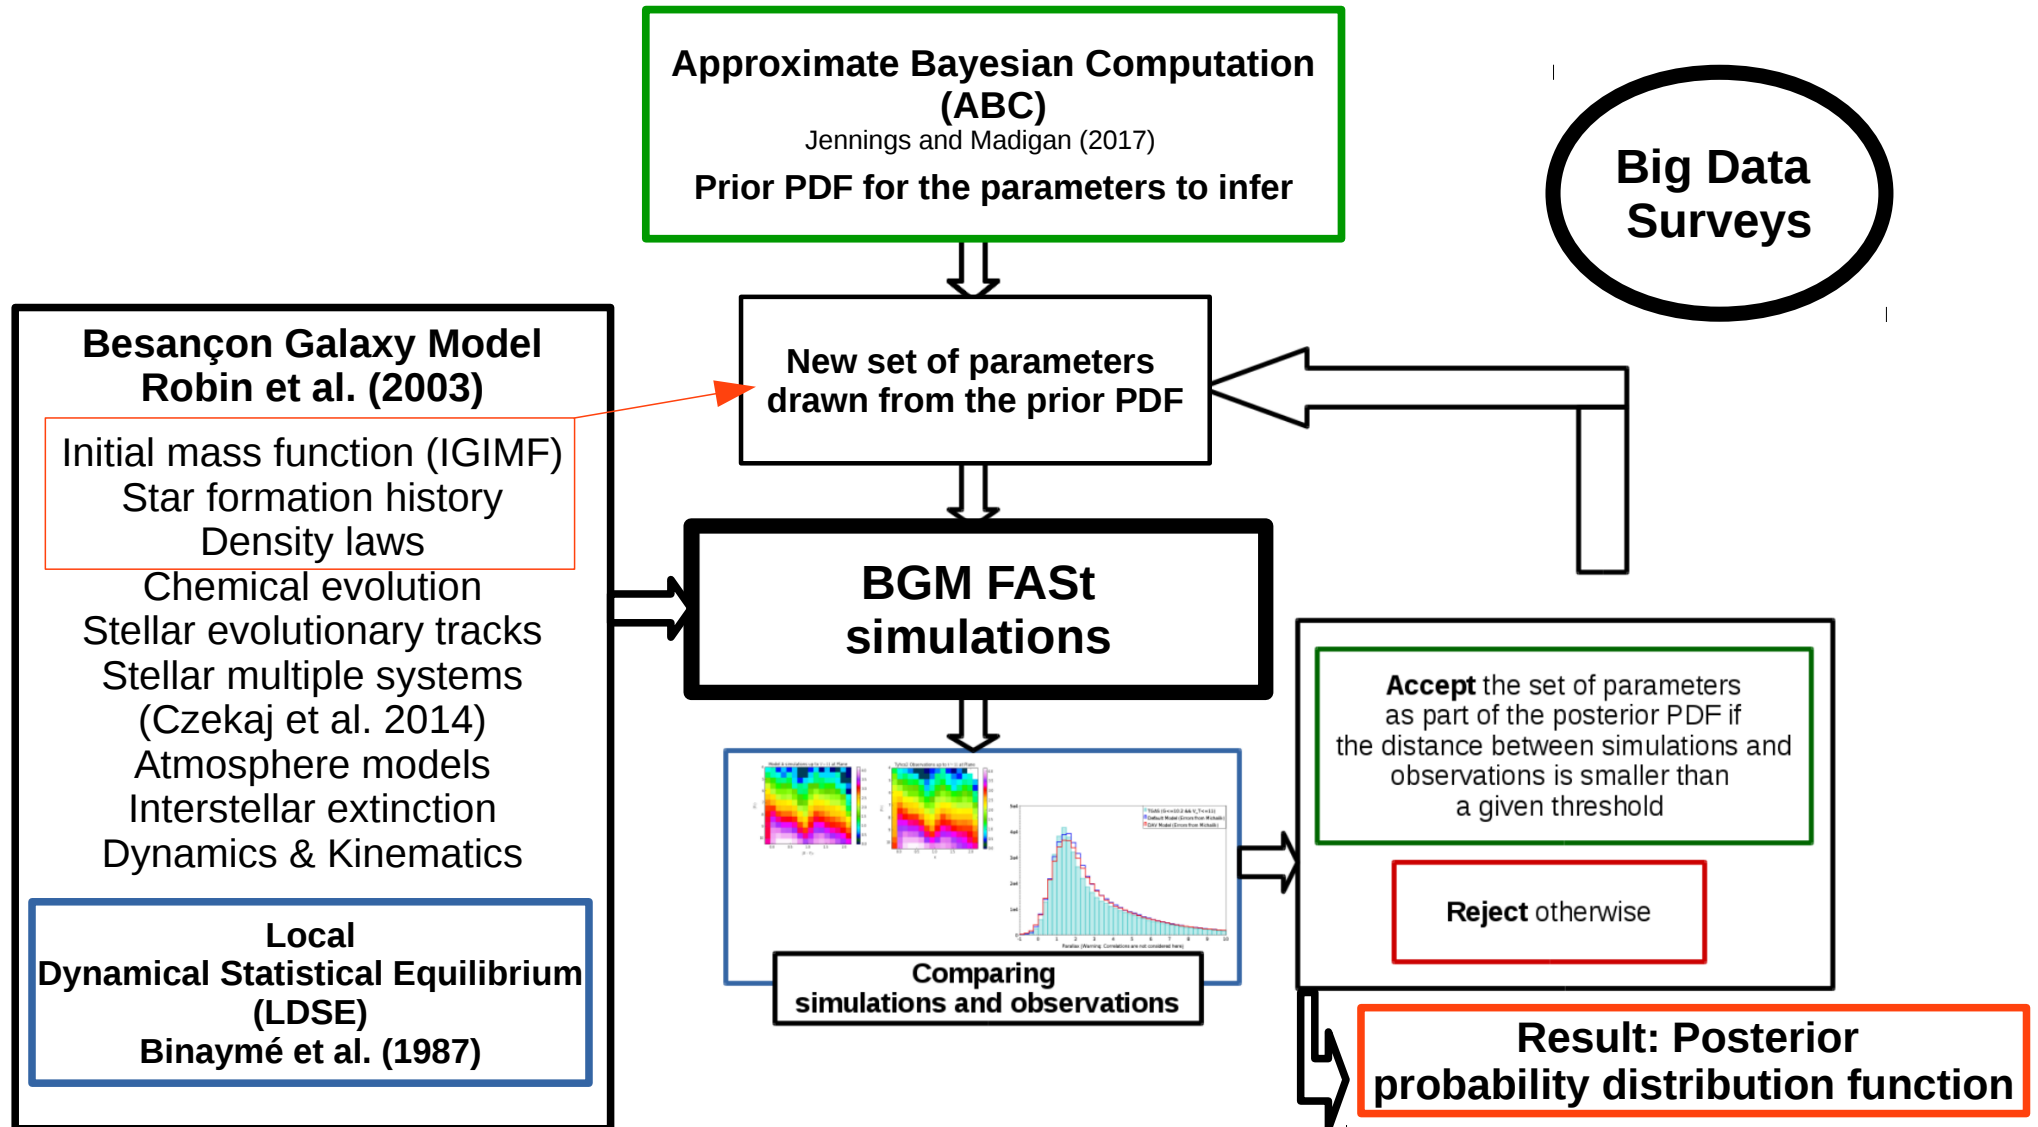 Approximate Bayesian Computation
(ABC)
Jennings and Madigan (2017)
Prior PDF for the parameters to infer
Big Data
Surveys
New set of parameters
drawn from the prior PDF
Besançon Galaxy Model
Robin et al. (2003)
Initial mass function (IGIMF)
Star formation history
Density laws
Chemical evolution
Stellar evolutionary tracks
Stellar multiple systems
(Czekaj et al. 2014)
Atmosphere models
Interstellar extinction
Dynamics & Kinematics
Local
Dynamical Statistical Equilibrium
(LDSE)
Binaymé et al. (1987)
BGM FASt
simulations
Comparing
simulations and observations
Accept the set of parameters
as part of the posterior PDF if
the distance between simulations and
observations is smaller than
a given threshold
Reject otherwise
Result: Posterior
probability distribution function